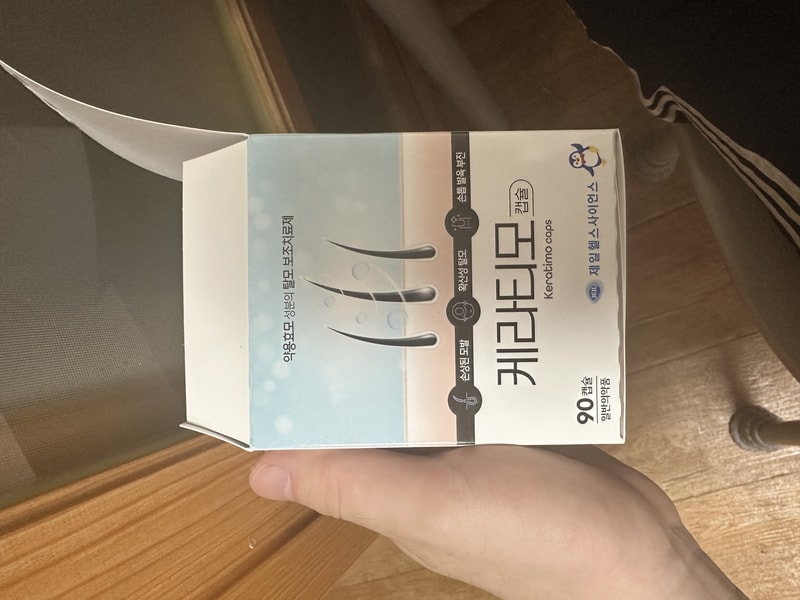 약용효모 성분의 탈모 보조치료제
손상된 모발
확산성 탈모
손톱 발육 부진
케라티모 캡슐
Keratimo caps
90캡슐
일반의약품
제일헬스사이언스